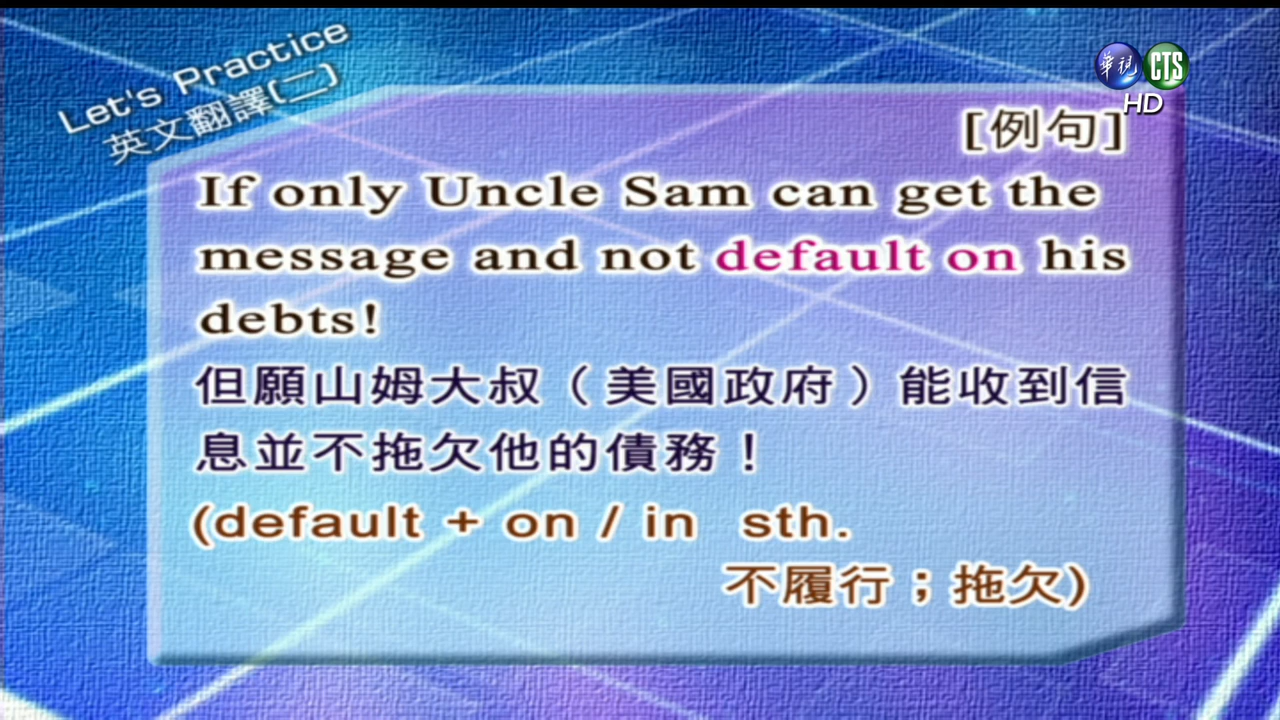 Let's Practice
英文翻譯(二)
華視 CTS
HD
[例句]
If only Uncle Sam can get the
message and not default on his
debts!
但願山姆大叔（美國政府）能收到信
息並不拖欠他的債務！
(default + on / in sth.
不履行；拖欠)